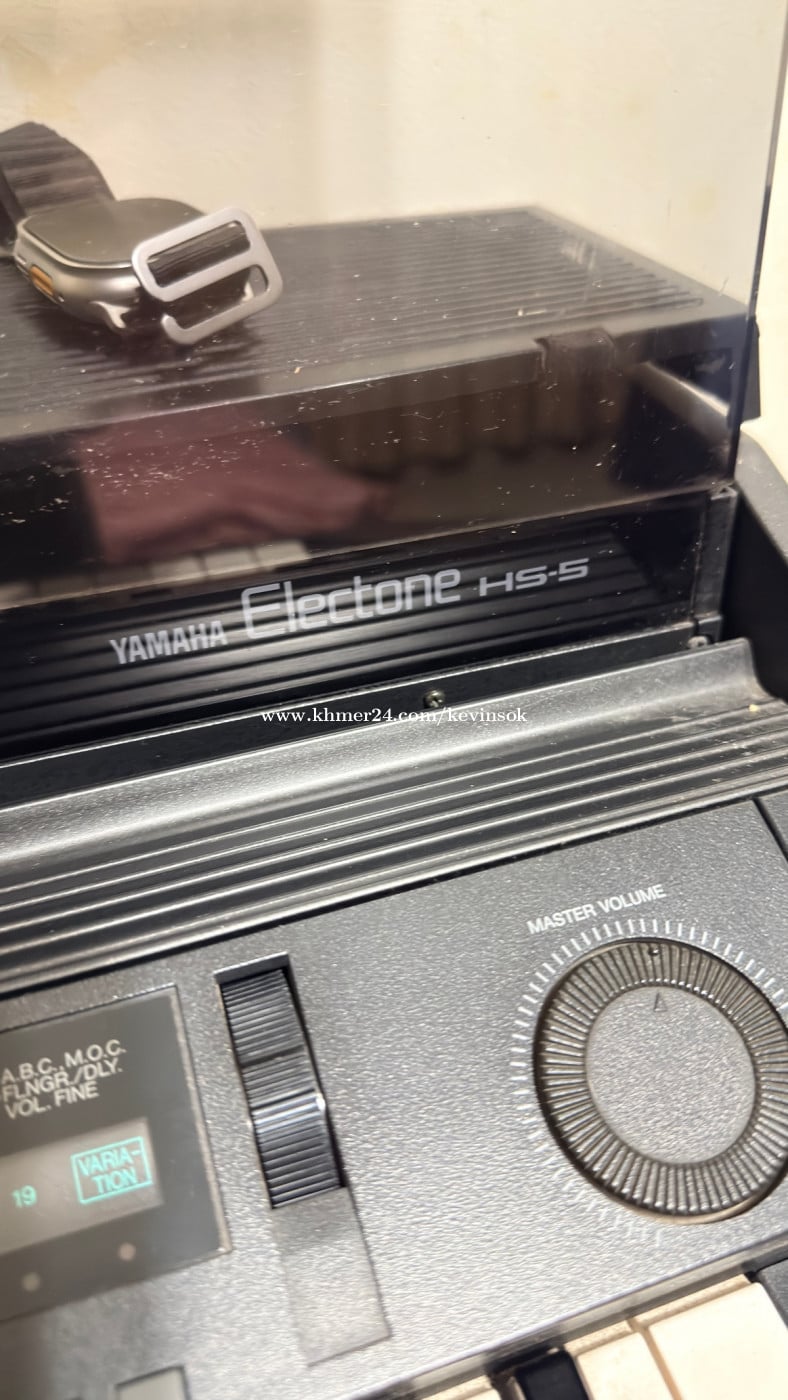 YAMAHA Electone HS-5
www.khmer24.com/kevinsok
MASTER VOLUME
A.B.C., M.O.C.
FLNGR./DLY.
VOL. FINE
19
VARIA-
TION